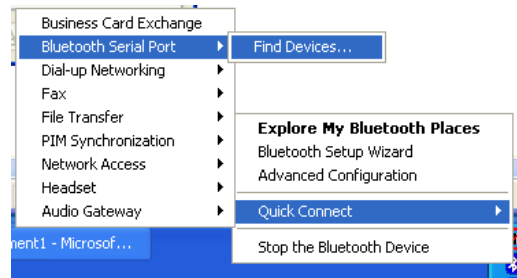 Business Card Exchange
Bluetooth Serial Port
Find Devices...
Dial-up Networking
Fax
File Transfer
PIM Synchronization
Network Access
Headset
Audio Gateway
Explore My Bluetooth Places
Bluetooth Setup Wizard
Advanced Configuration
Quick Connect
Stop the Bluetooth Device
ment1 - Microsof...